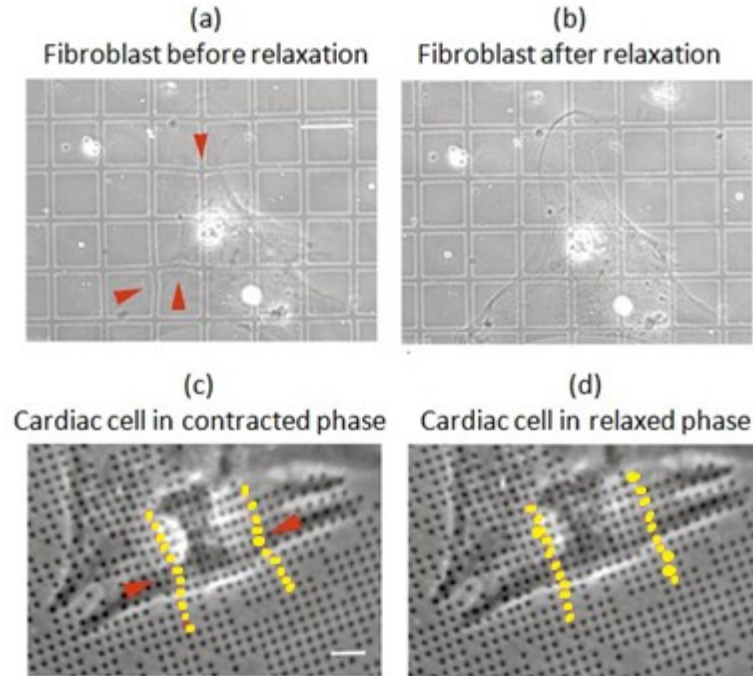 (a)
Fibroblast before relaxation
(b)
Fibroblast after relaxation
(c)
Cardiac cell in contracted phase
(d)
Cardiac cell in relaxed phase